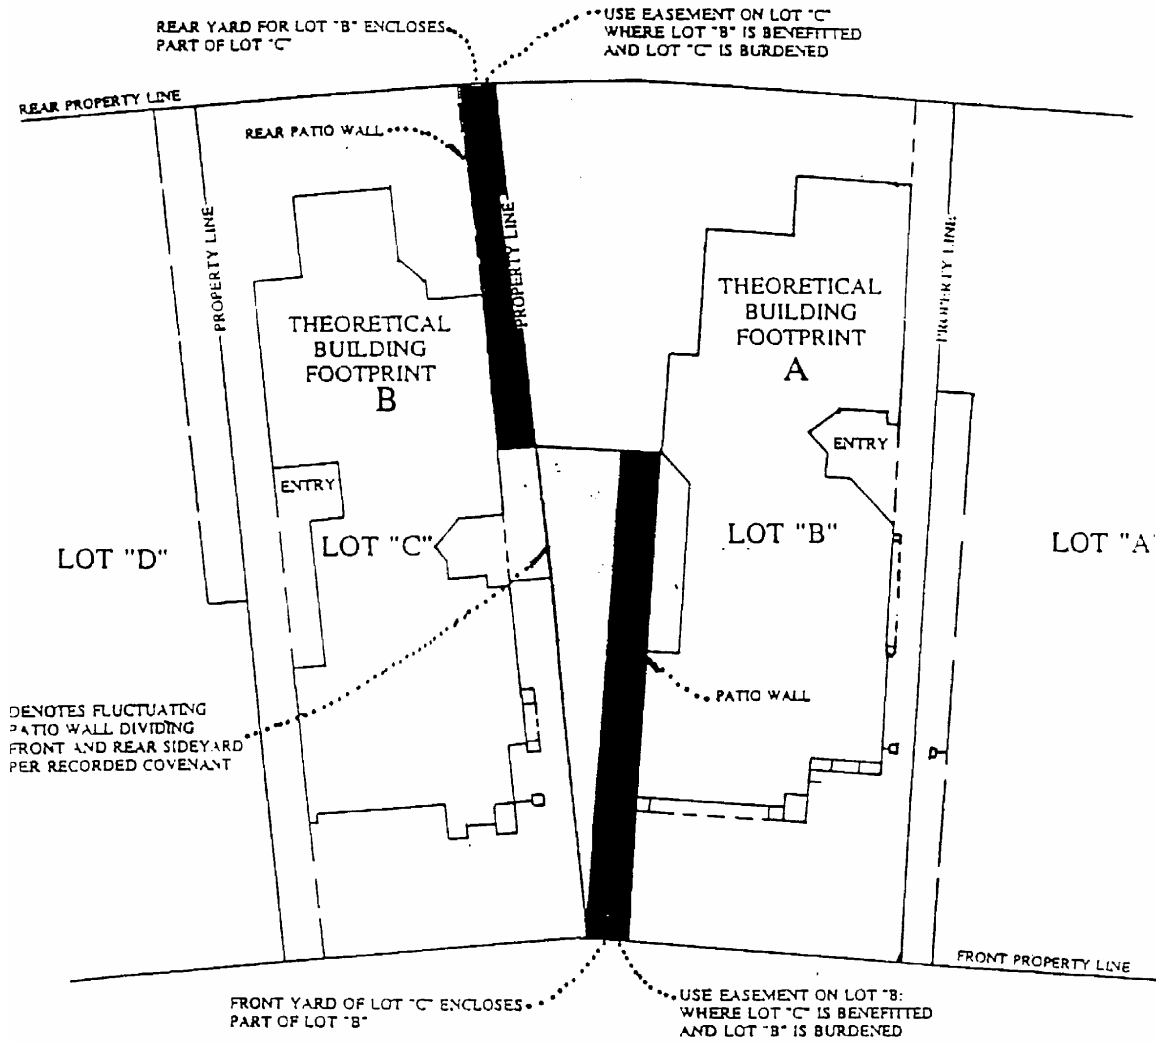 REAR YARD FOR LOT "B" ENCLOSES
PART OF LOT "C"
USE EASEMENT ON LOT "C"
WHERE LOT "B" IS BENEFITTED
AND LOT "C" IS BURDENED
REAR PROPERTY LINE
REAR PATIO WALL
PROPERTY LINE
PROPERTY LINE
PROPERTY LINE
THEORETICAL
BUILDING
FOOTPRINT
B
THEORETICAL
BUILDING
FOOTPRINT
A
ENTRY
ENTRY
LOT "D"
LOT "C"
LOT "B"
LOT "A"
PATIO WALL
DENOTES FLUCTUATING
PATIO WALL DIVIDING
FRONT AND REAR SIDEYARD
PER RECORDED COVENANT
FRONT PROPERTY LINE
FRONT YARD OF LOT "C" ENCLOSES
PART OF LOT "B"
USE EASEMENT ON LOT "B:
WHERE LOT "C" IS BENEFITTED
AND LOT "B" IS BURDENED